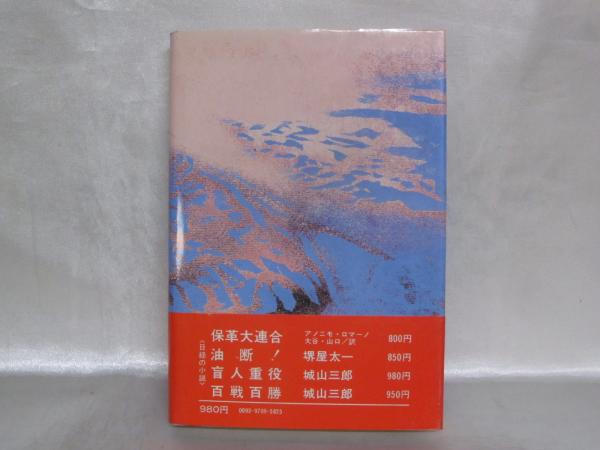 〈日経の小説〉
保革大連合 アノニモ・ロマーノ 大谷・山口/訳 800円
油断! 堺屋太一 850円
盲人重役 城山三郎 980円
百戦百勝 城山三郎 950円
980円